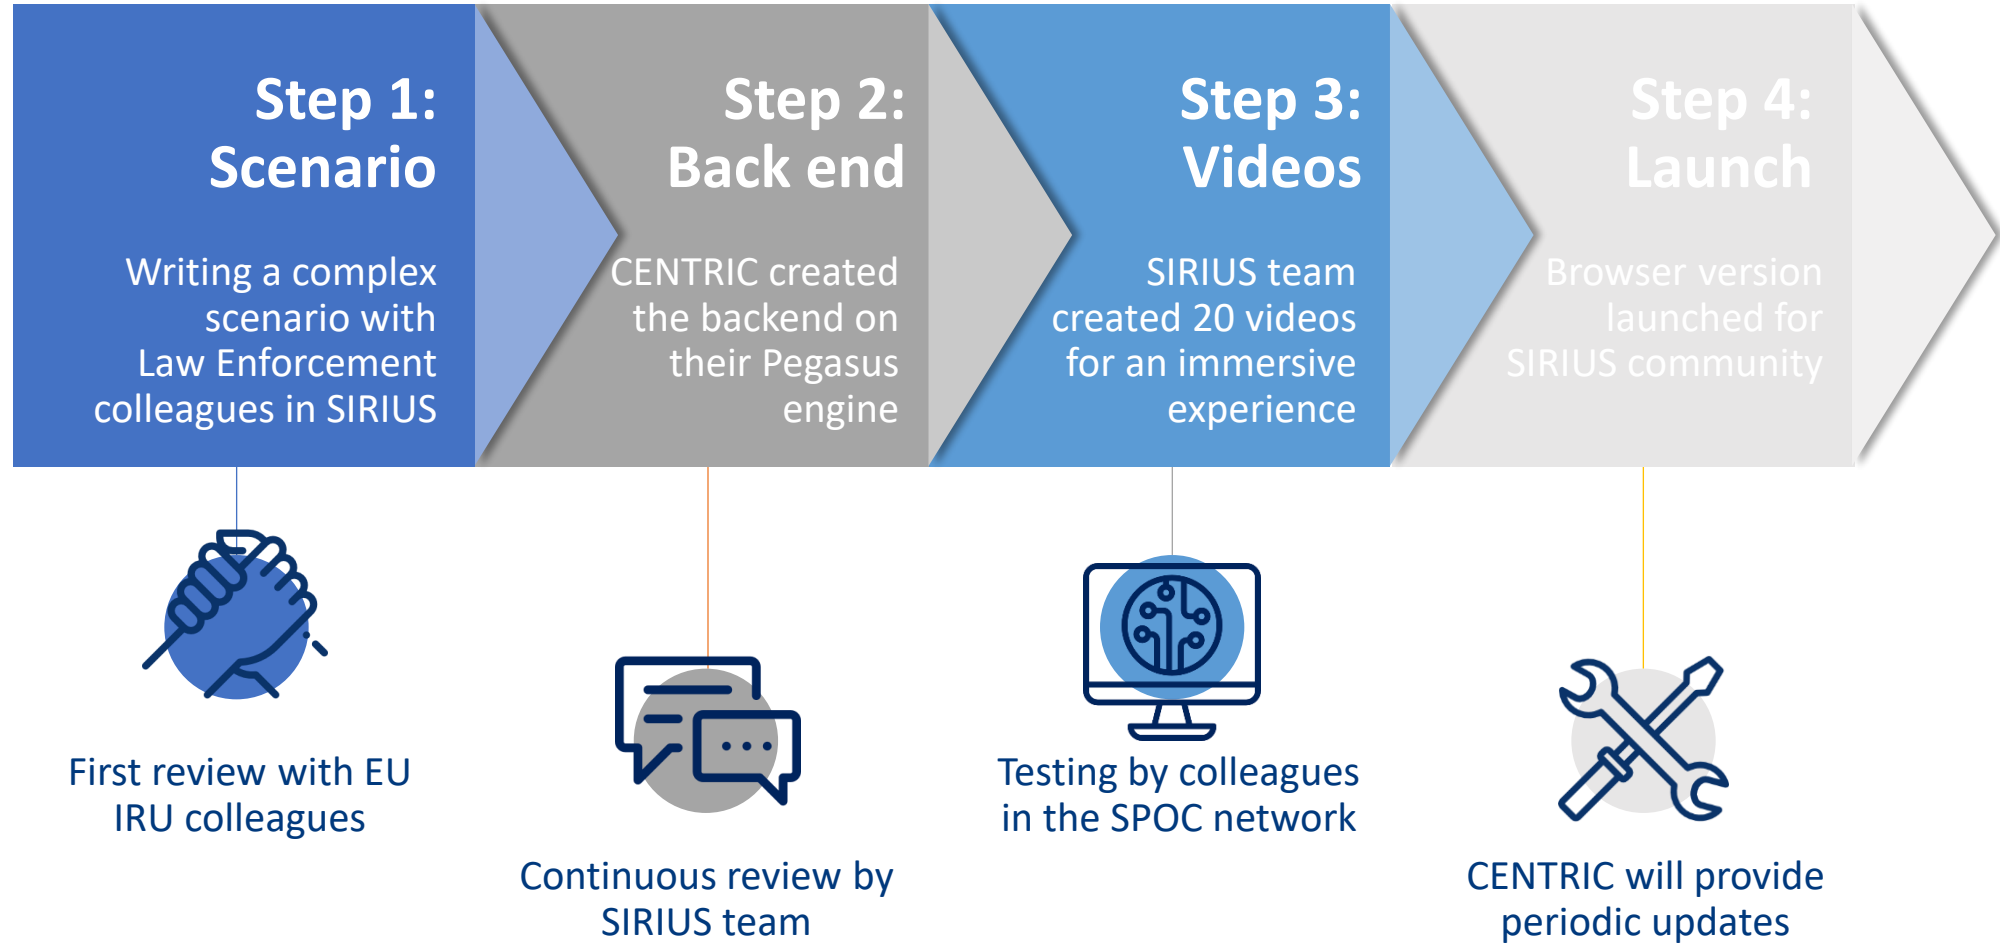 Step 1:
Scenario
Writing a complex
scenario with
Law Enforcement
colleagues in SIRIUS
First review with EU
IRU colleagues
Step 2:
Back end
CENTRIC created
the backend on
their Pegasus
engine
Continuous review by
SIRIUS team
Step 3:
Videos
SIRIUS team
created 20 videos
for an immersive
experience
Testing by colleagues
in the SPOC network
Step 4:
Launch
Browser version
launched for
SIRIUS community
CENTRIC will provide
periodic updates